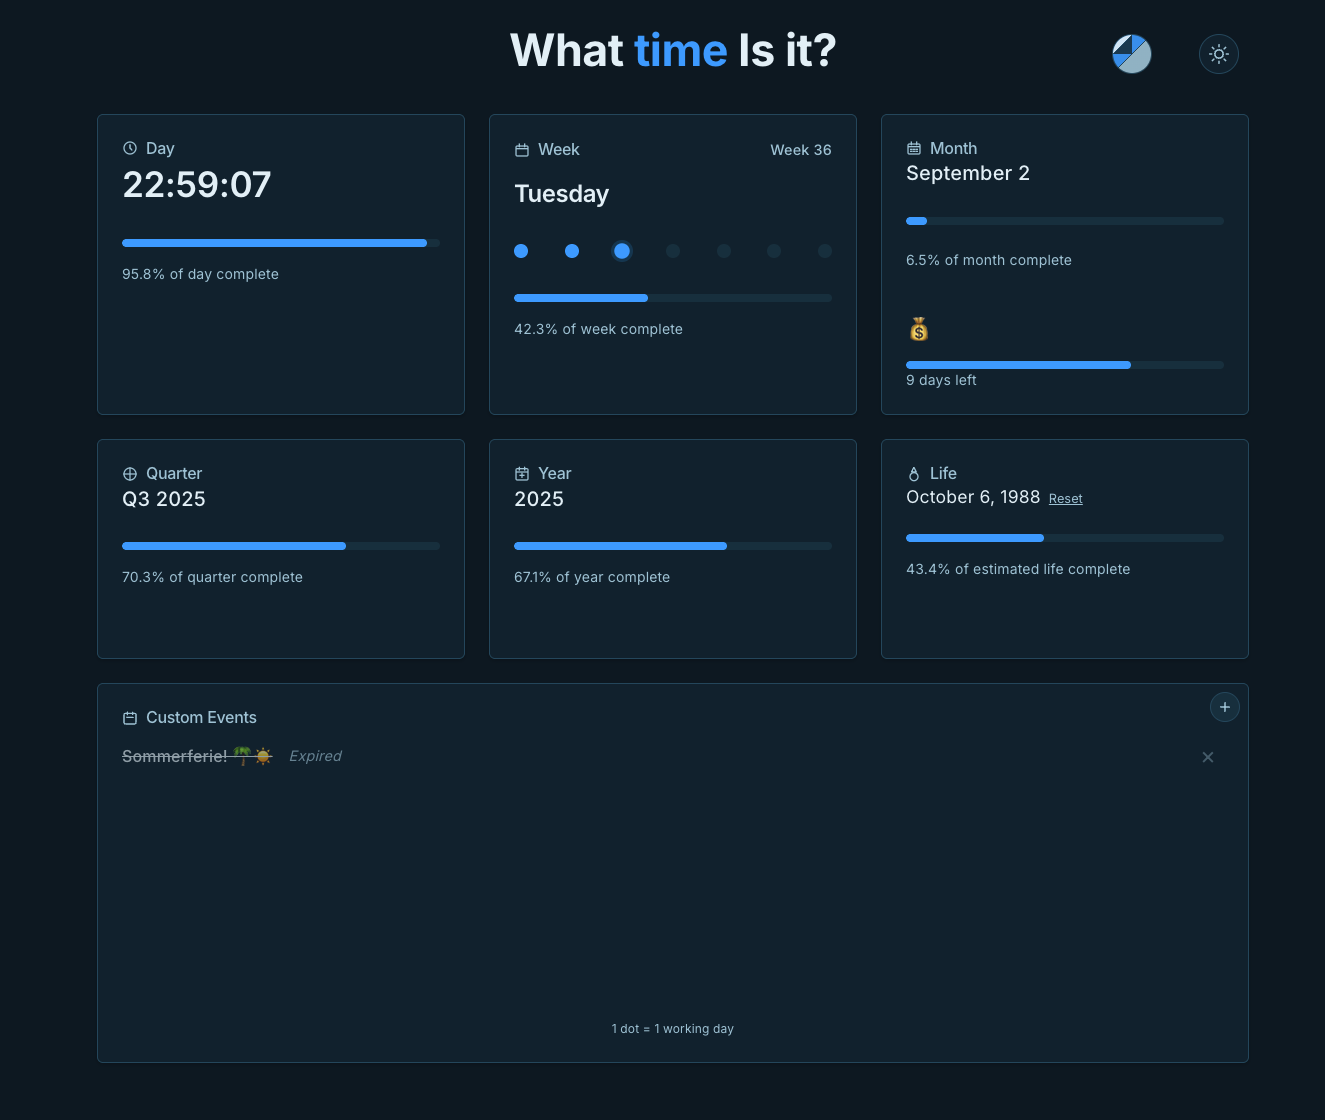 What time Is it?
Day
22:59:07
95.8% of day complete
Week
Week 36
Tuesday
42.3% of week complete
Month
September 2
6.5% of month complete
9 days left
Quarter
Q3 2025
70.3% of quarter complete
Year
2025
67.1% of year complete
Life
October 6, 1988 Reset
43.4% of estimated life complete
Custom Events
Sommerferie! 🌴☀️ Expired
1 dot = 1 working day